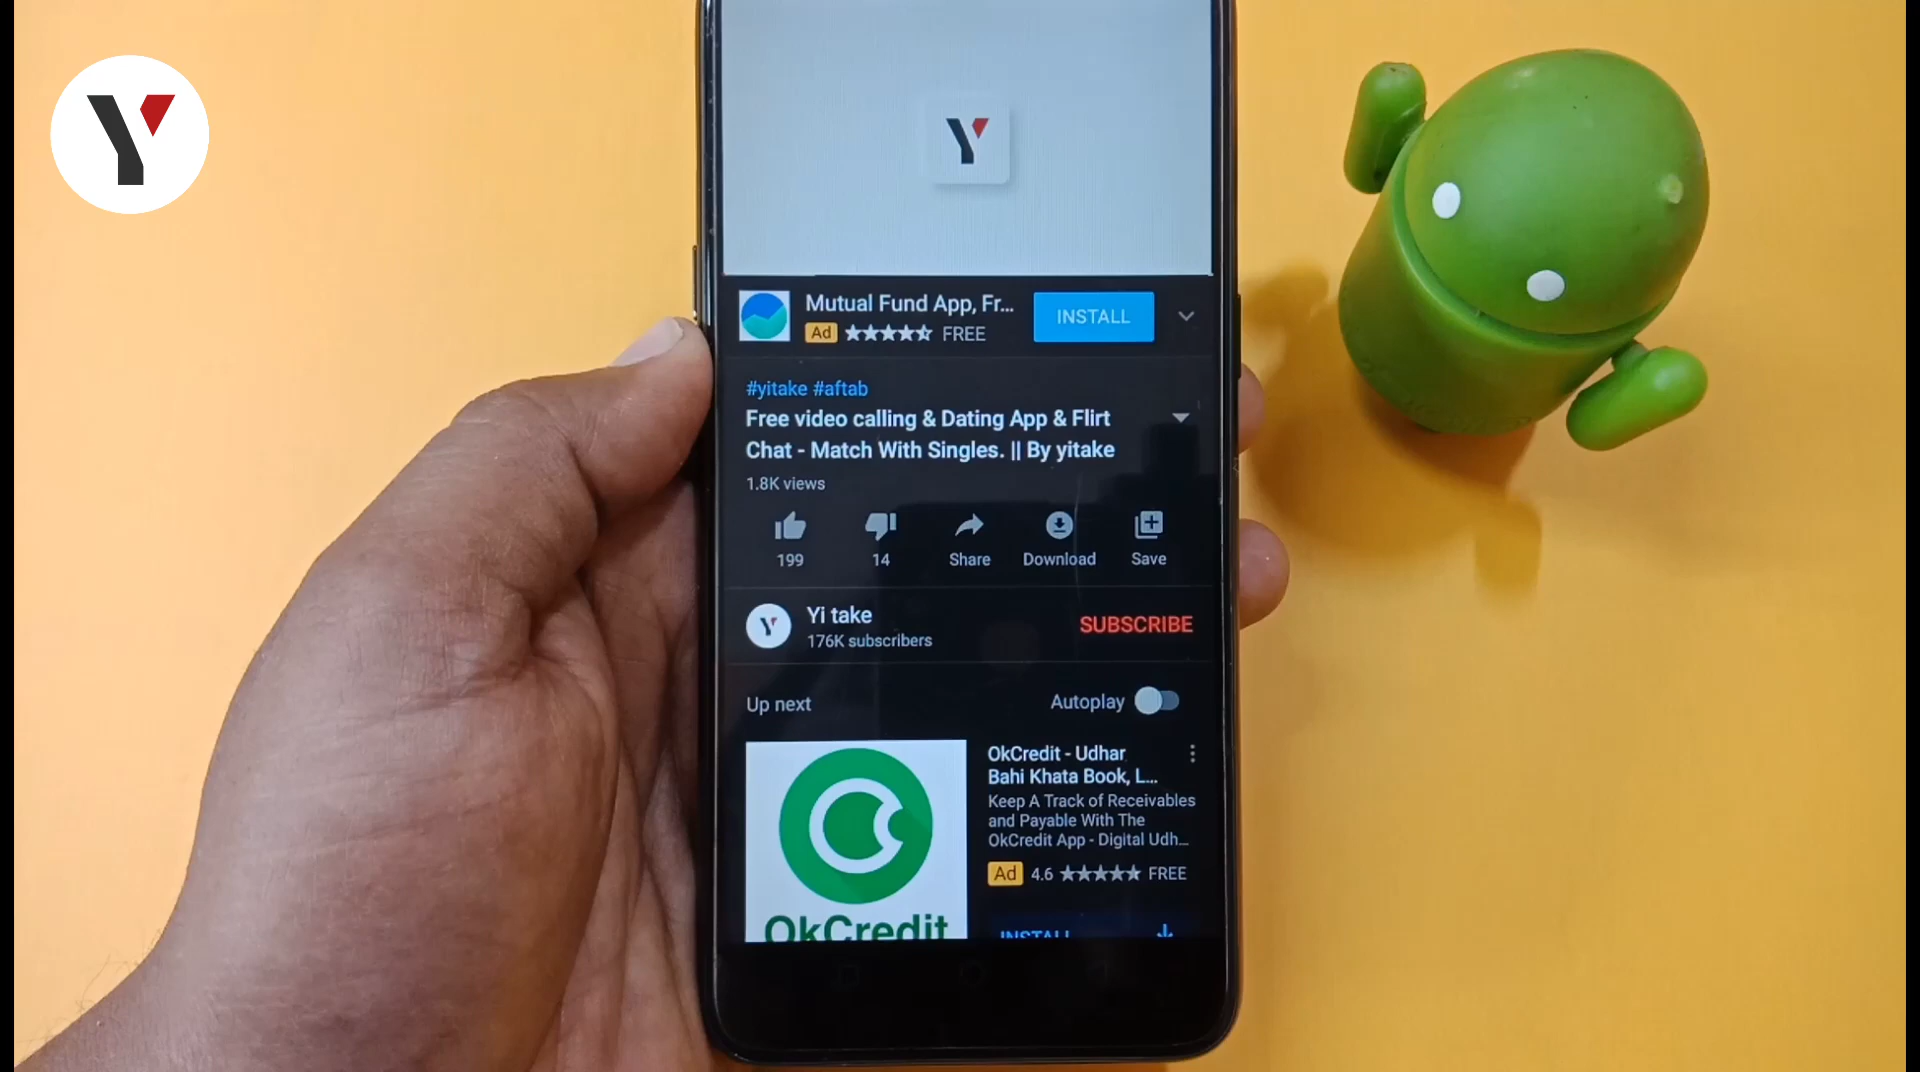 Y
Y
Mutual Fund App, Fr...
INSTALL
Ad
FREE
#yitake #aftab
Free video calling & Dating App & Flirt
Chat - Match With Singles. || By yitake
1.8K views
199
14
Share
Download
Save
Y
Yi take
176K subscribers
SUBSCRIBE
Up next
Autoplay
OkCredit - Udhar
Bahi Khata Book, L...
Keep A Track of Receivables
and Payable With The
OkCredit App - Digital Udh...
Ad 4.6 FREE
OkCredit
INSTALL